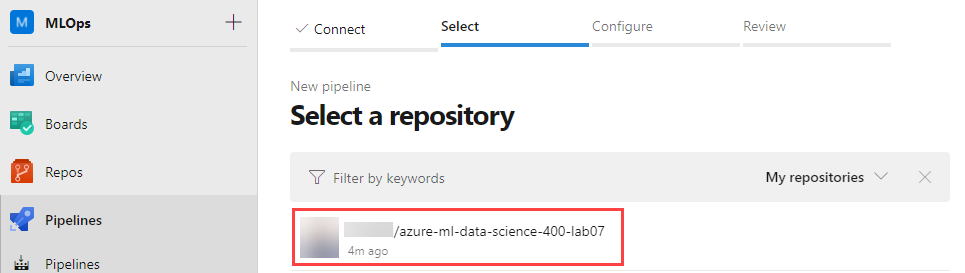 M MLOps +
Overview
Boards
Repos
Pipelines
Pipelines
✓ Connect
Select
Configure
Review
New pipeline
Select a repository
Filter by keywords
My repositories
/azure-ml-data-science-400-lab07
4m ago